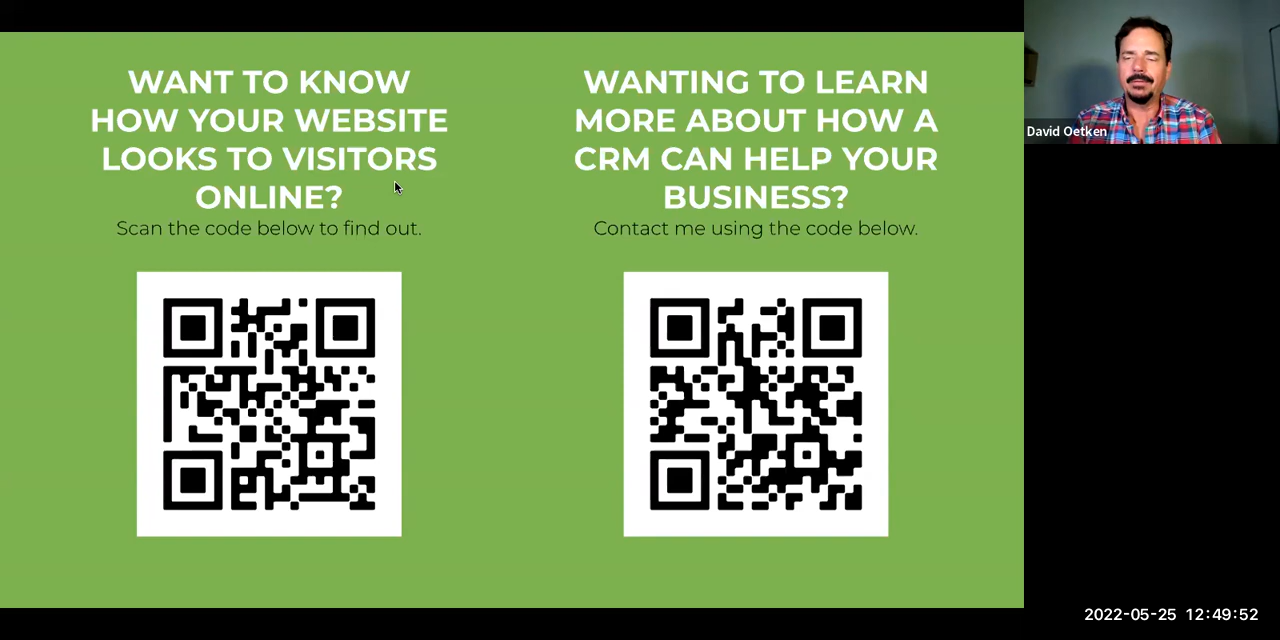 WANT TO KNOW
HOW YOUR WEBSITE
LOOKS TO VISITORS
ONLINE?
Scan the code below to find out.
WANTING TO LEARN
MORE ABOUT HOW A
CRM CAN HELP YOUR
BUSINESS?
Contact me using the code below.
David Oetken
2022-05-25 12:49:52